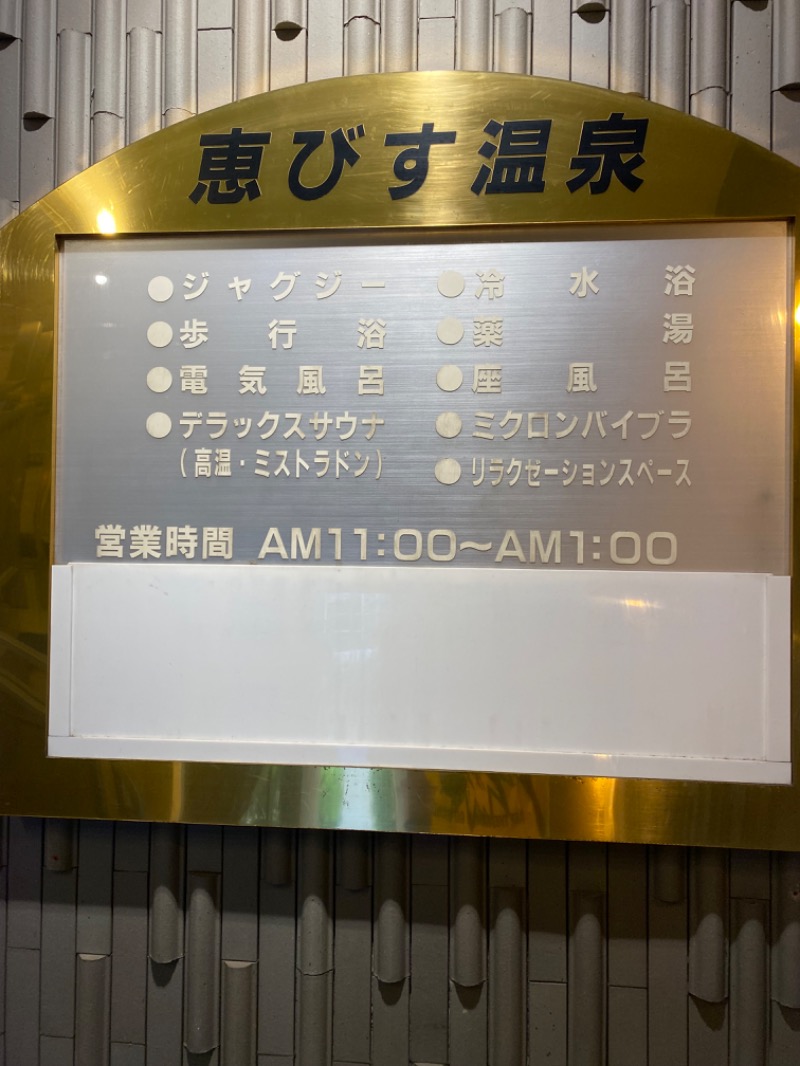 恵びす温泉
●ジャグジー
●歩行浴
●電気風呂
●デラックスサウナ
(高温・ミストラドン)
●冷水浴
●薬湯
●座風呂
●ミクロンバイブラ
●リラクゼーションスペース
営業時間 AM11:00〜AM1:00